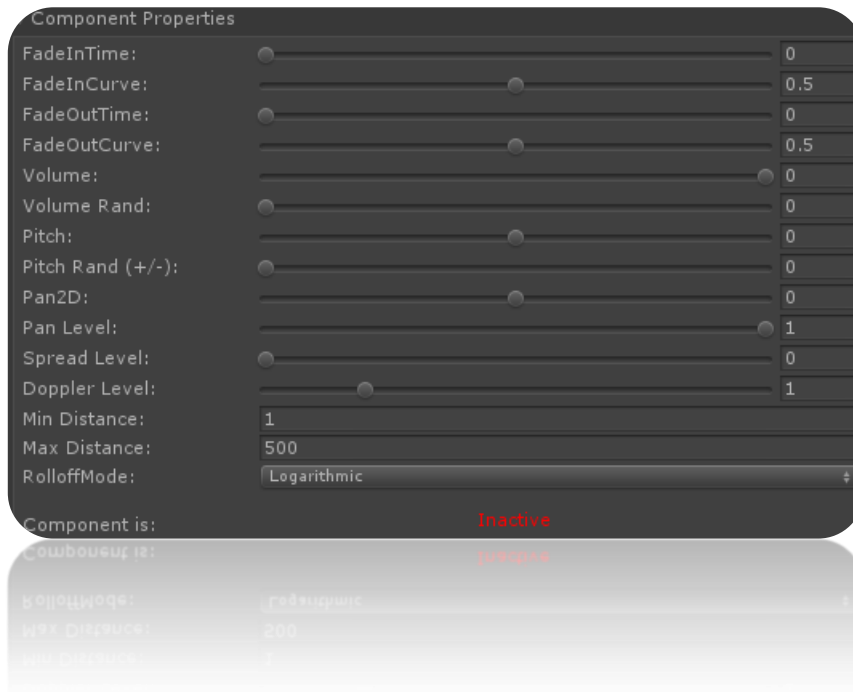 Component Properties
FadeInTime: 0
FadeInCurve: 0.5
FadeOutTime: 0
FadeOutCurve: 0.5
Volume: 0
Volume Rand: 0
Pitch: 0
Pitch Rand (+/-): 0
Pan2D: 0
Pan Level: 1
Spread Level: 0
Doppler Level: 1
Min Distance: 1
Max Distance: 500
RolloffMode: Logarithmic
Component is: Inactive